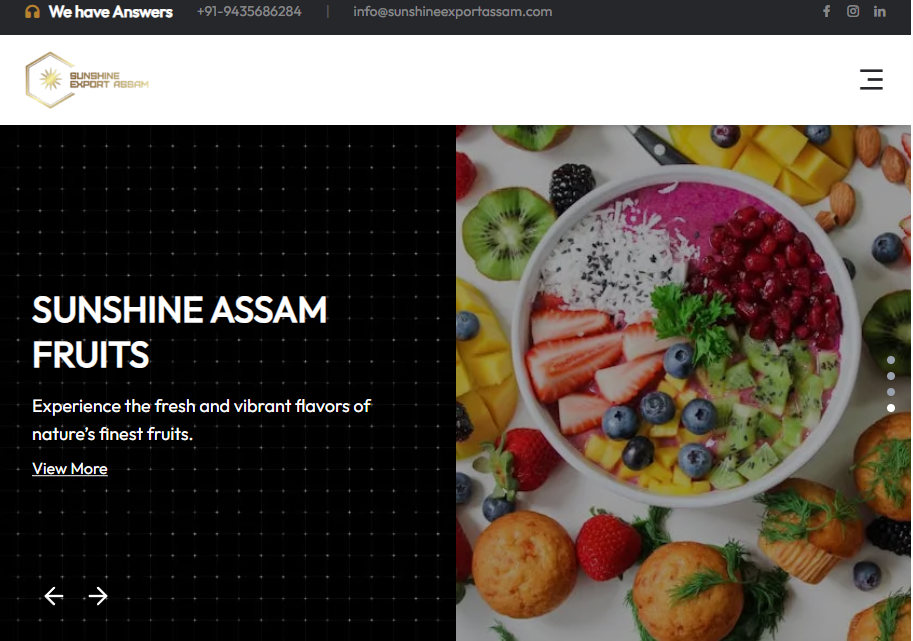 We have Answers +91-9435686284 | info@sunshineexportassam.com
SUNSHINE
EXPORT ASSAM
SUNSHINE ASSAM
FRUITS
Experience the fresh and vibrant flavors of
nature’s finest fruits.
View More